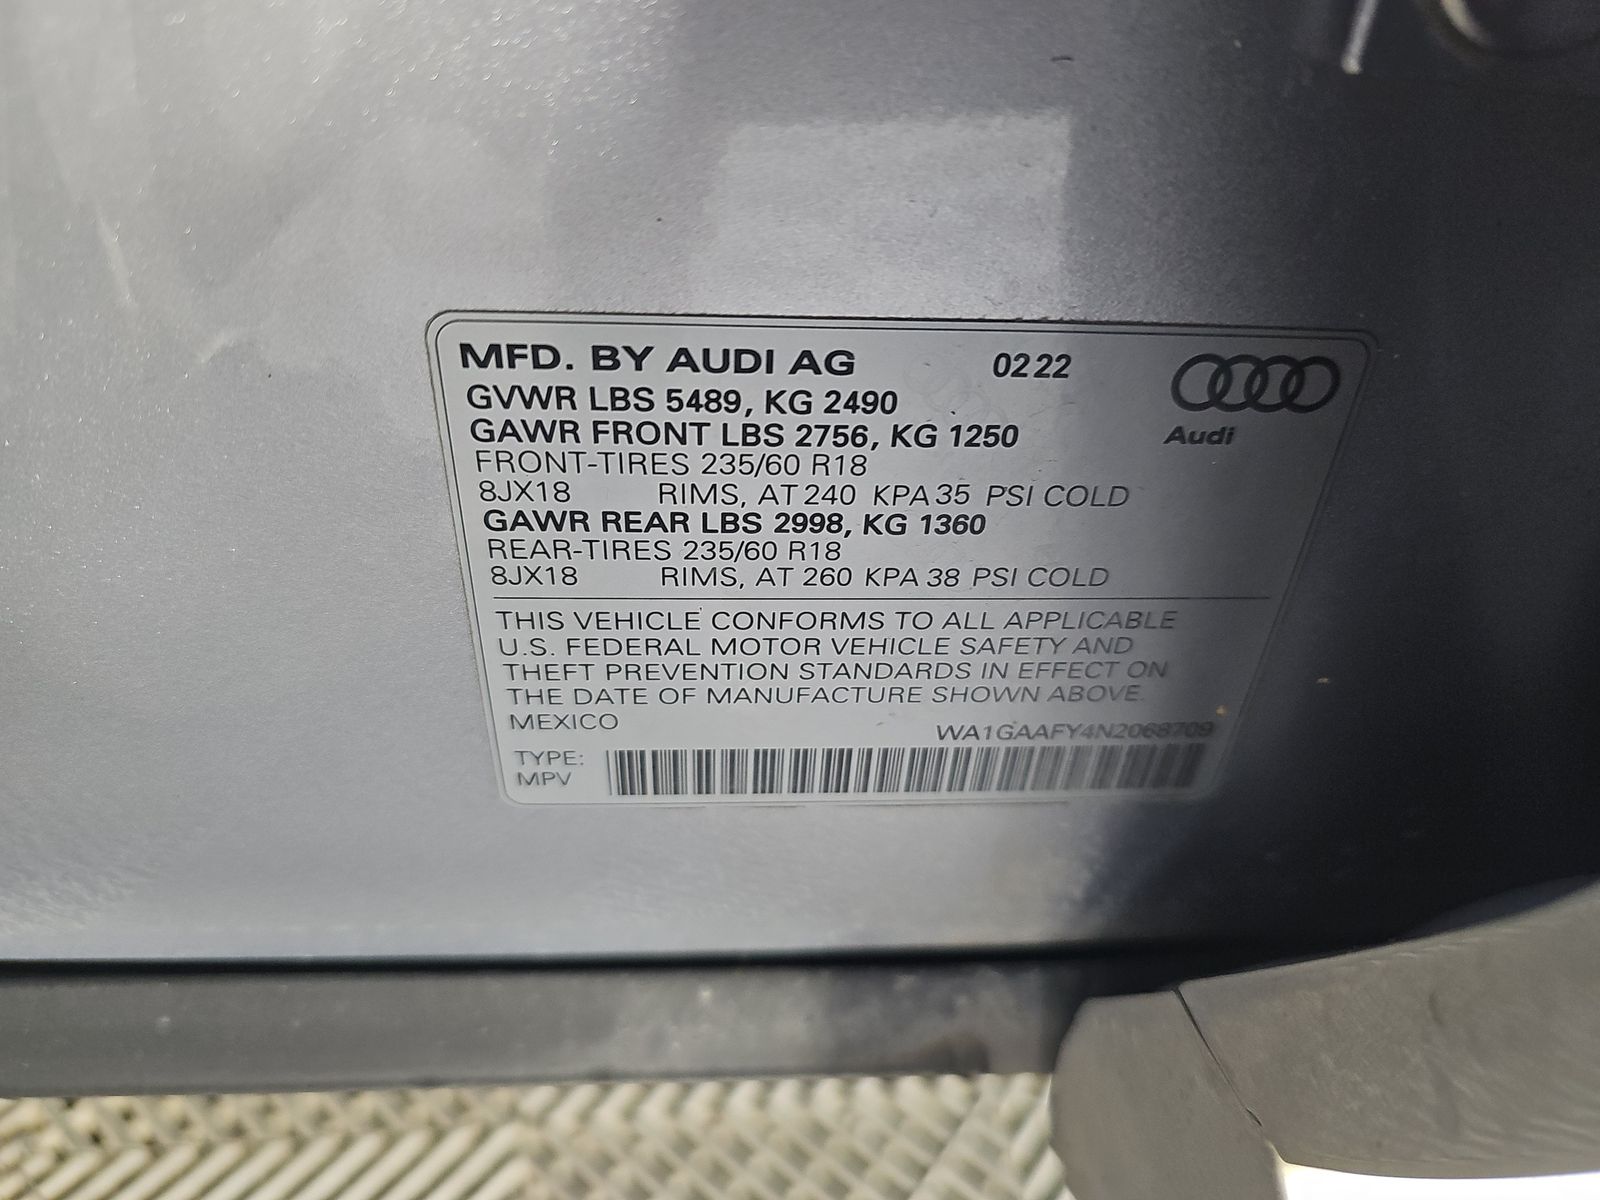 MFD. BY AUDI AG 0222
GVWR LBS 5489, KG 2490
GAWR FRONT LBS 2756, KG 1250
Audi
FRONT-TIRES 235/60 R18
8JX18 RIMS, AT 240 KPA 35 PSI COLD
GAWR REAR LBS 2998, KG 1360
REAR-TIRES 235/60 R18
8JX18 RIMS, AT 260 KPA 38 PSI COLD
THIS VEHICLE CONFORMS TO ALL APPLICABLE
U.S. FEDERAL MOTOR VEHICLE SAFETY AND
THEFT PREVENTION STANDARDS IN EFFECT ON
THE DATE OF MANUFACTURE SHOWN ABOVE.
MEXICO WA1GAAFY4N2068709
TYPE:
MPV